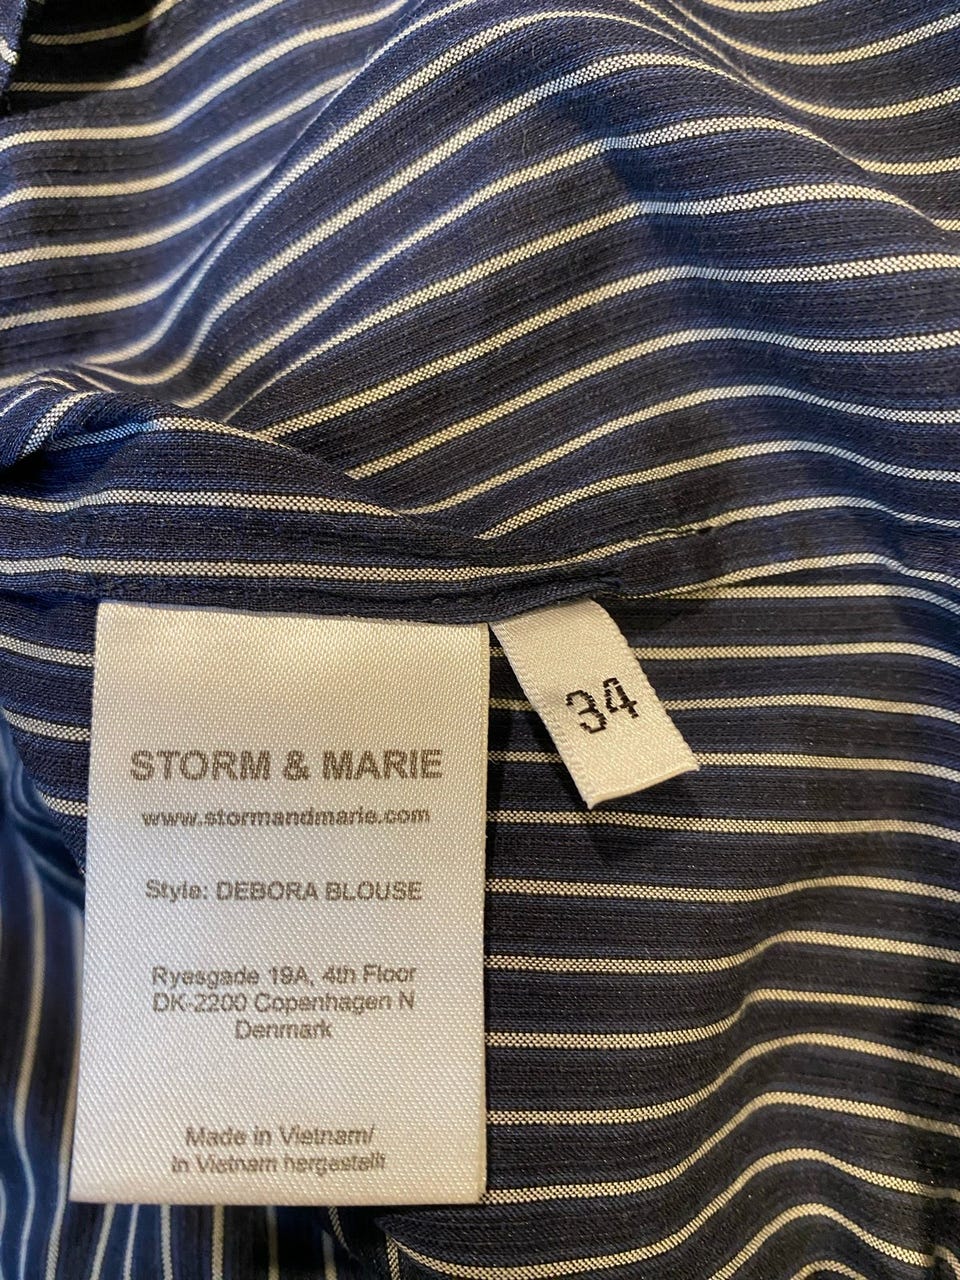 STORM & MARIE
www.stormandmarie.com
Style: DEBORA BLOUSE
Ryesgade 19A, 4th Floor
DK-2200 Copenhagen N
Denmark
Made in Vietnam/
In Vietnam hergestellt
34